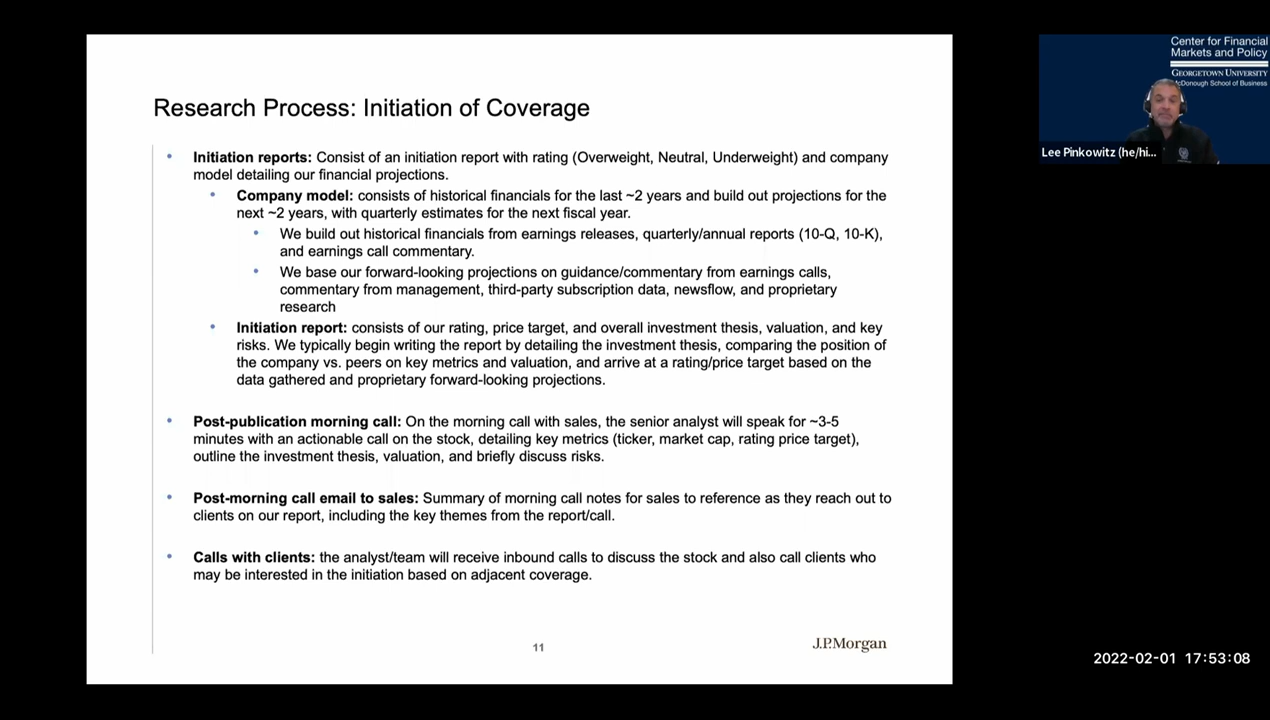 Research Process: Initiation of Coverage
• Initiation reports: Consist of an initiation report with rating (Overweight, Neutral, Underweight) and company
model detailing our financial projections.
• Company model: consists of historical financials for the last ~2 years and build out projections for the
next ~2 years, with quarterly estimates for the next fiscal year.
• We build out historical financials from earnings releases, quarterly/annual reports (10-Q, 10-K),
and earnings call commentary.
• We base our forward-looking projections on guidance/commentary from earnings calls,
commentary from management, third-party subscription data, newsflow, and proprietary
research
• Initiation report: consists of our rating, price target, and overall investment thesis, valuation, and key
risks. We typically begin writing the report by detailing the investment thesis, comparing the position of
the company vs. peers on key metrics and valuation, and arrive at a rating/price target based on the
data gathered and proprietary forward-looking projections.
• Post-publication morning call: On the morning call with sales, the senior analyst will speak for ~3-5
minutes with an actionable call on the stock, detailing key metrics (ticker, market cap, rating price target),
outline the investment thesis, valuation, and briefly discuss risks.
• Post-morning call email to sales: Summary of morning call notes for sales to reference as they reach out to
clients on our report, including the key themes from the report/call.
• Calls with clients: the analyst/team will receive inbound calls to discuss the stock and also call clients who
may be interested in the initiation based on adjacent coverage.
11
J.P.Morgan
Center for Financial
Markets and Policy
GEORGETOWN UNIVERSITY
McDonough School of Business
Lee Pinkowitz (he/hi...
2022-02-01 17:53:08